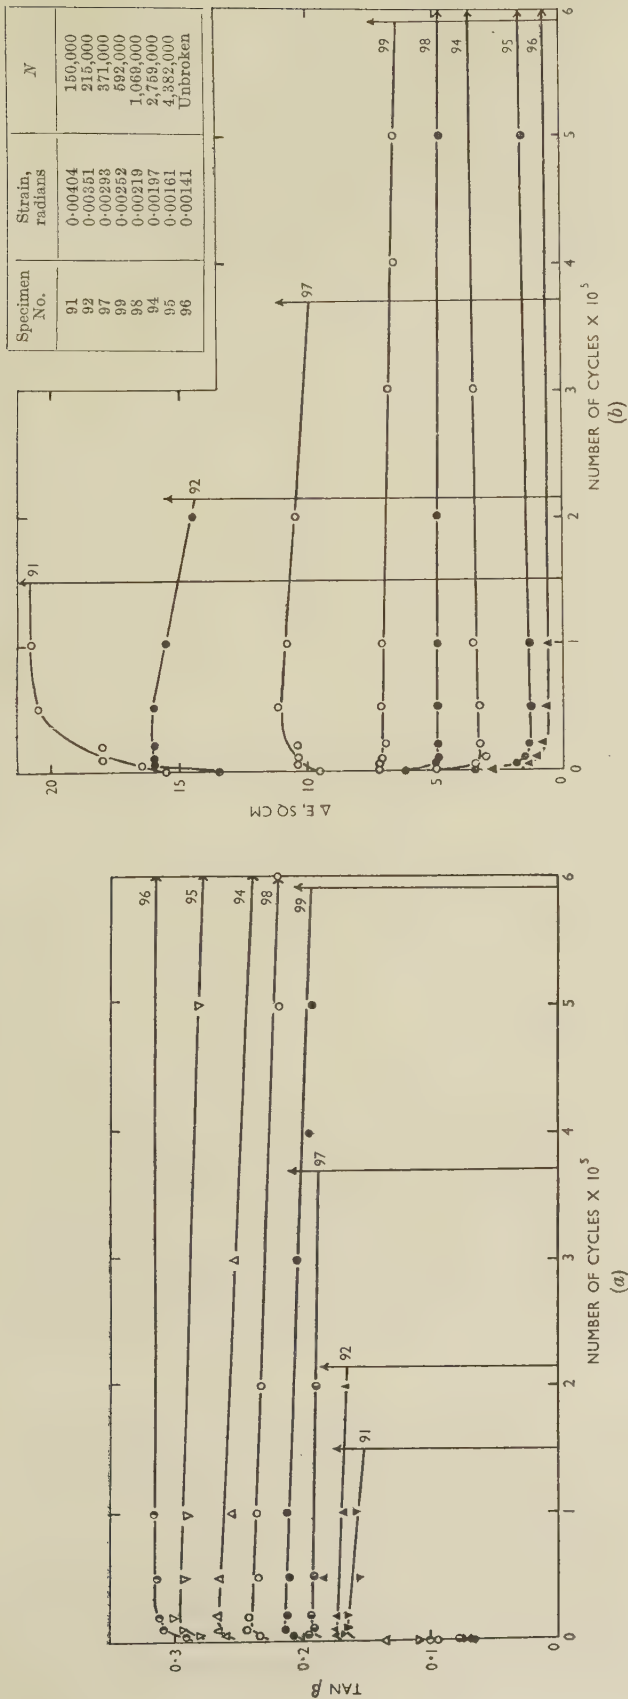 0·3
0·2
0·1
TAN β
96
95
94
98
99
97
92
91
0 1 2 3 4 5 6
NUMBER OF CYCLES X 10⁵
(a)
20
15
10
5
0
Δ E, SQ CM
91
92
97
99
98
94
95
96
0 1 2 3 4 5 6
NUMBER OF CYCLES X 10⁵
(b)
Specimen No. Strain, radians N
91 0·00404 150,000
92 0·00351 215,000
97 0·00293 371,000
99 0·00252 592,000
98 0·00219 1,069,000
94 0·00197 2,759,000
95 0·00161 4,382,000
96 0·00141 Unbroken